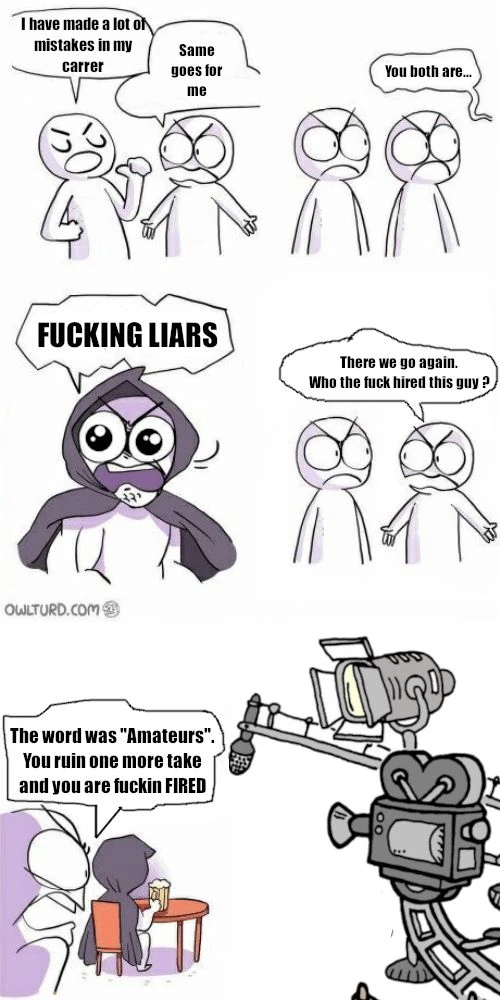 I have made a lot of
mistakes in my
carrer
Same
goes for
me
You both are...
FUCKING LIARS
There we go again.
Who the fuck hired this guy ?
OWLTURD.COM
The word was "Amateurs".
You ruin one more take
and you are fuckin FIRED